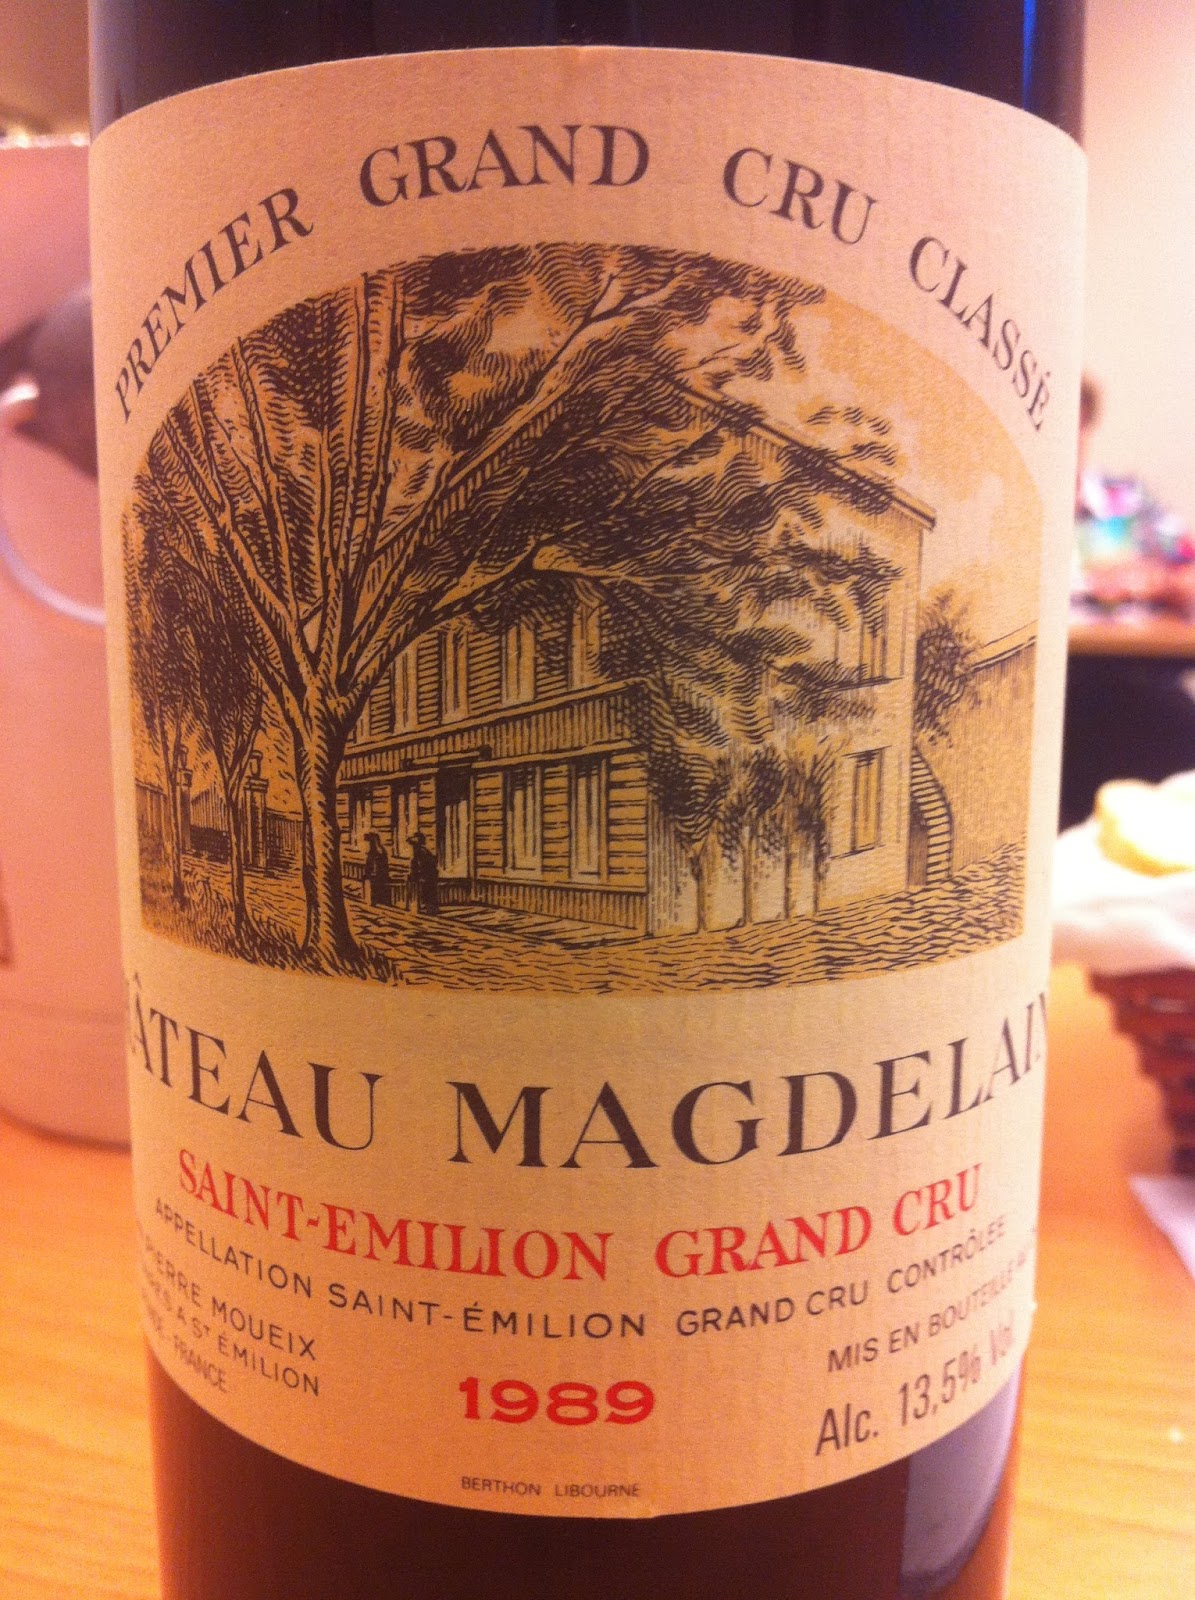 PREMIER GRAND CRU CLASSÉ
ÂTEAU MAGDELAIN
SAINT-EMILION GRAND CRU
APPELLATION SAINT-ÉMILION GRAND CRU CONTRÔLÉE
PIERRE MOUEIX
A ST ÉMILION
FRANCE
MIS EN BOUTEILLE
1989
Alc. 13,5% Vol.
BERTHON LIBOURNE